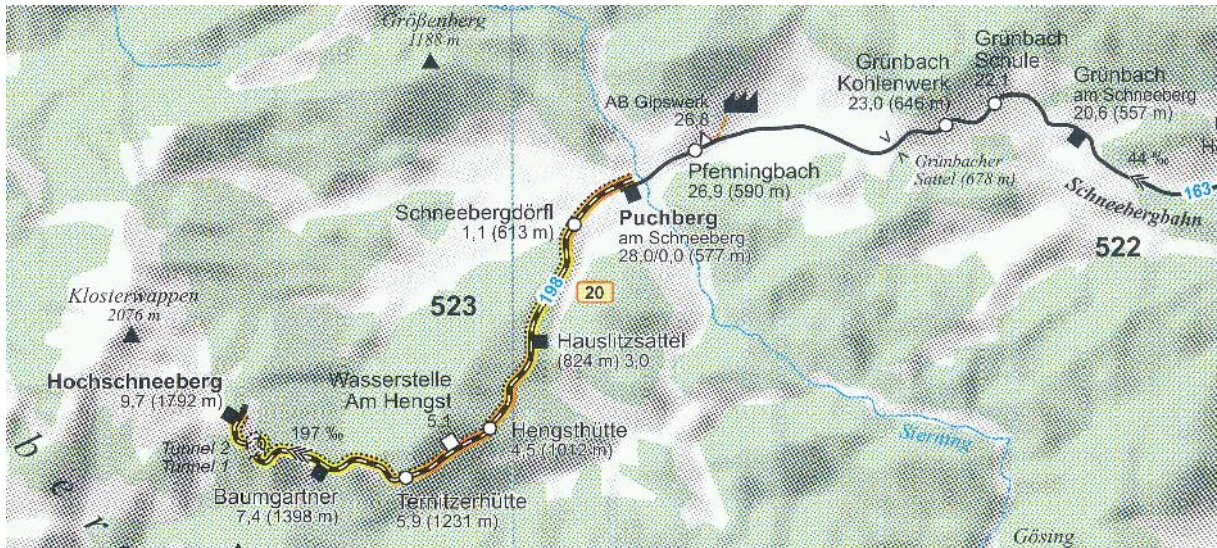 Größenberg
1188 m
Grünbach
Schule
22,1
Grünbach
Kohlenwerk
23,0 (646 m)
Grünbach
am Schneeberg
20,6 (557 m)
AB Gipswerk
26,8
Pfenningbach
26,9 (590 m)
Grünbacher
Sattel (678 m)
44 ‰
163
Schneebergbahn
522
Schneebergdörfl
1,1 (613 m)
Puchberg
am Schneeberg
28,0/0,0 (577 m)
198
20
523
Klosterwappen
2076 m
Hauslitzsattel
(824 m) 3,0
Hochschneeberg
9,7 (1792 m)
Wasserstelle
Am Hengst
5,3
Hengsthütte
4,5 (1012 m)
197 ‰
Tunnel 2
Tunnel 1
Baumgartner
7,4 (1398 m)
Ternitzerhütte
5,9 (1231 m)
Sierning
Gösing
b e r